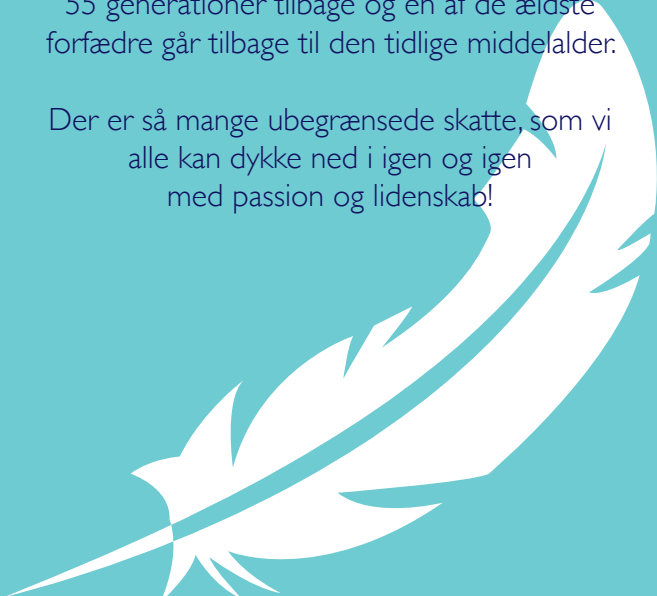 55 generationer tilbage og en af de ældste
forfædre går tilbage til den tidlige middelalder.
Der er så mange ubegrænsede skatte, som vi
alle kan dykke ned i igen og igen
med passion og lidenskab!